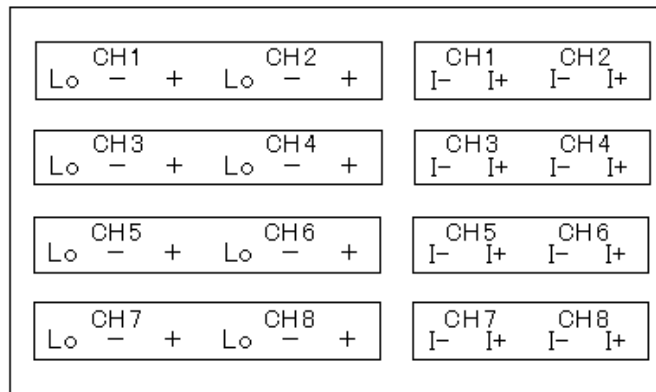 CH1 CH2
Lo − + Lo − +
CH1 CH2
I− I+ I− I+
CH3 CH4
Lo − + Lo − +
CH3 CH4
I− I+ I− I+
CH5 CH6
Lo − + Lo − +
CH5 CH6
I− I+ I− I+
CH7 CH8
Lo − + Lo − +
CH7 CH8
I− I+ I− I+